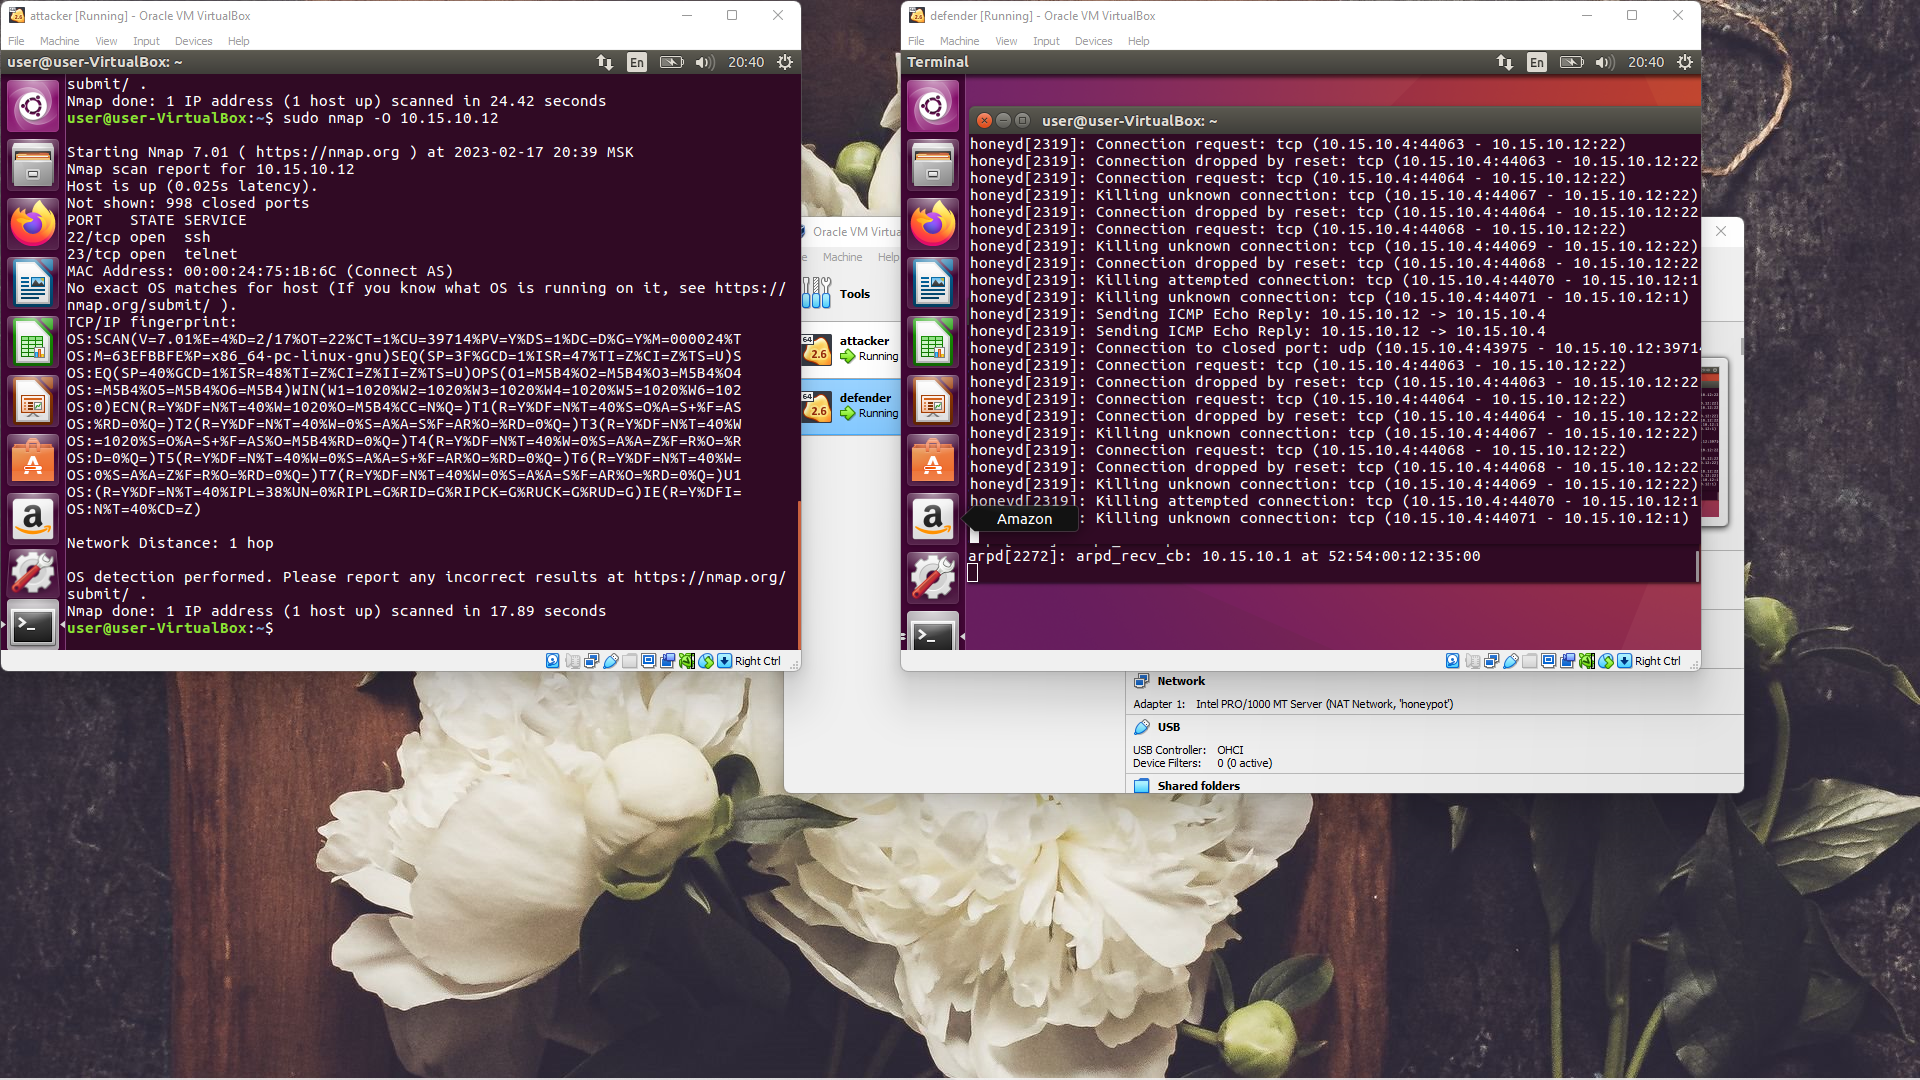 attacker [Running] - Oracle VM VirtualBox
File Machine View Input Devices Help
user@user-VirtualBox: ~
En
20:40
submit/ .
Nmap done: 1 IP address (1 host up) scanned in 24.42 seconds
user@user-VirtualBox:~$ sudo nmap -O 10.15.10.12
Starting Nmap 7.01 ( https://nmap.org ) at 2023-02-17 20:39 MSK
Nmap scan report for 10.15.10.12
Host is up (0.025s latency).
Not shown: 998 closed ports
PORT   STATE SERVICE
22/tcp open  ssh
23/tcp open  telnet
MAC Address: 00:00:24:75:1B:6C (Connect AS)
No exact OS matches for host (If you know what OS is running on it, see https://
nmap.org/submit/ ).
TCP/IP fingerprint:
OS:SCAN(V=7.01%E=4%D=2/17%OT=22%CT=1%CU=39714%PV=Y%DS=1%DC=D%G=Y%M=000024%T
OS:M=63EFBBFE%P=x86_64-pc-linux-gnu)SEQ(SP=3F%GCD=1%ISR=47%TI=Z%CI=Z%TS=U)S
OS:EQ(SP=40%GCD=1%ISR=48%TI=Z%CI=Z%II=Z%TS=U)OPS(O1=M5B4%O2=M5B4%O3=M5B4%O4
OS:=M5B4%O5=M5B4%O6=M5B4)WIN(W1=1020%W2=1020%W3=1020%W4=1020%W5=1020%W6=102
OS:0)ECN(R=Y%DF=N%T=40%W=1020%O=M5B4%CC=N%Q=)T1(R=Y%DF=N%T=40%S=O%A=S+%F=AS
OS:%RD=0%Q=)T2(R=Y%DF=N%T=40%W=0%S=A%A=S%F=AR%O=%RD=0%Q=)T3(R=Y%DF=N%T=40%W
OS:=1020%S=O%A=S+%F=AS%O=M5B4%RD=0%Q=)T4(R=Y%DF=N%T=40%W=0%S=A%A=Z%F=R%O=%R
OS:D=0%Q=)T5(R=Y%DF=N%T=40%W=0%S=A%A=S+%F=AR%O=%RD=0%Q=)T6(R=Y%DF=N%T=40%W=
OS:0%S=A%A=Z%F=R%O=%RD=0%Q=)T7(R=Y%DF=N%T=40%W=0%S=A%A=S%F=AR%O=%RD=0%Q=)U1
OS:(R=Y%DF=N%T=40%IPL=38%UN=0%RIPL=G%RID=G%RIPCK=G%RUCK=G%RUD=G)IE(R=Y%DFI=
OS:N%T=40%CD=Z)
Network Distance: 1 hop
OS detection performed. Please report any incorrect results at https://nmap.org/
submit/ .
Nmap done: 1 IP address (1 host up) scanned in 17.89 seconds
user@user-VirtualBox:~$
Right Ctrl
Oracle VM Virtua
e Machine Help
Tools
64
2.6
attacker
Running
64
2.6
defender
Running
defender [Running] - Oracle VM VirtualBox
File Machine View Input Devices Help
Terminal
En
20:40
user@user-VirtualBox: ~
honeyd[2319]: Connection request: tcp (10.15.10.4:44063 - 10.15.10.12:22)
honeyd[2319]: Connection dropped by reset: tcp (10.15.10.4:44063 - 10.15.10.12:22
honeyd[2319]: Connection request: tcp (10.15.10.4:44064 - 10.15.10.12:22)
honeyd[2319]: Killing unknown connection: tcp (10.15.10.4:44067 - 10.15.10.12:22)
honeyd[2319]: Connection dropped by reset: tcp (10.15.10.4:44064 - 10.15.10.12:22
honeyd[2319]: Connection request: tcp (10.15.10.4:44068 - 10.15.10.12:22)
honeyd[2319]: Killing unknown connection: tcp (10.15.10.4:44069 - 10.15.10.12:22)
honeyd[2319]: Connection dropped by reset: tcp (10.15.10.4:44068 - 10.15.10.12:22
honeyd[2319]: Killing attempted connection: tcp (10.15.10.4:44070 - 10.15.10.12:1
honeyd[2319]: Killing unknown connection: tcp (10.15.10.4:44071 - 10.15.10.12:1)
honeyd[2319]: Sending ICMP Echo Reply: 10.15.10.12 -> 10.15.10.4
honeyd[2319]: Sending ICMP Echo Reply: 10.15.10.12 -> 10.15.10.4
honeyd[2319]: Connection to closed port: udp (10.15.10.4:43975 - 10.15.10.12:39714
honeyd[2319]: Connection request: tcp (10.15.10.4:44063 - 10.15.10.12:22)
honeyd[2319]: Connection dropped by reset: tcp (10.15.10.4:44063 - 10.15.10.12:22
honeyd[2319]: Connection request: tcp (10.15.10.4:44064 - 10.15.10.12:22)
honeyd[2319]: Connection dropped by reset: tcp (10.15.10.4:44064 - 10.15.10.12:22
honeyd[2319]: Killing unknown connection: tcp (10.15.10.4:44067 - 10.15.10.12:22)
honeyd[2319]: Connection request: tcp (10.15.10.4:44068 - 10.15.10.12:22)
honeyd[2319]: Connection dropped by reset: tcp (10.15.10.4:44068 - 10.15.10.12:22
honeyd[2319]: Killing unknown connection: tcp (10.15.10.4:44069 - 10.15.10.12:22)
honeyd[2319]: Killing attempted connection: tcp (10.15.10.4:44070 - 10.15.10.12:1
: Killing unknown connection: tcp (10.15.10.4:44071 - 10.15.10.12:1)
Amazon
arpd[2272]: arpd_recv_cb: 10.15.10.1 at 52:54:00:12:35:00
Right Ctrl
Network
Adapter 1: Intel PRO/1000 MT Server (NAT Network, 'honeypot')
USB
USB Controller: OHCI
Device Filters: 0 (0 active)
Shared folders